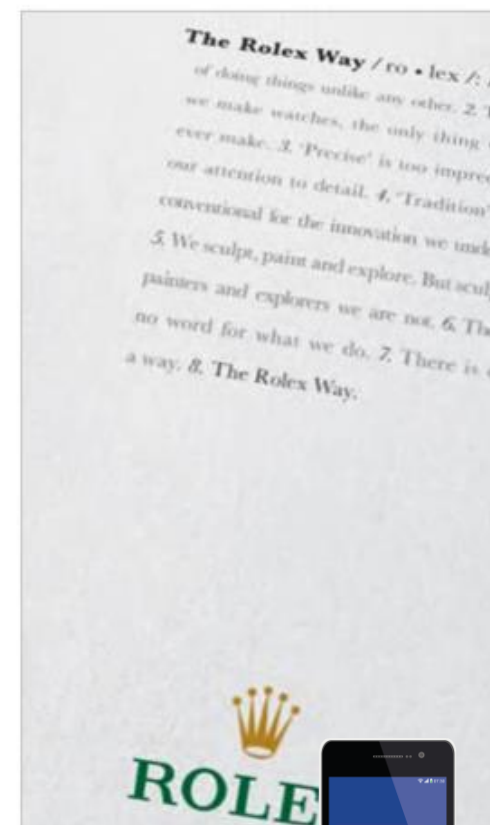 The Rolex Way / ro • lex /:
of doing things unlike any other. 2.
we make watches, the only thing
ever make. 3. 'Precise' is too impre
our attention to detail. 4. 'Tradition'
conventional for the innovation we und
5. We sculpt, paint and explore. But scul
painters and explorers we are not. 6. The
no word for what we do. 7. There is
a way. 8. The Rolex Way.
ROLE